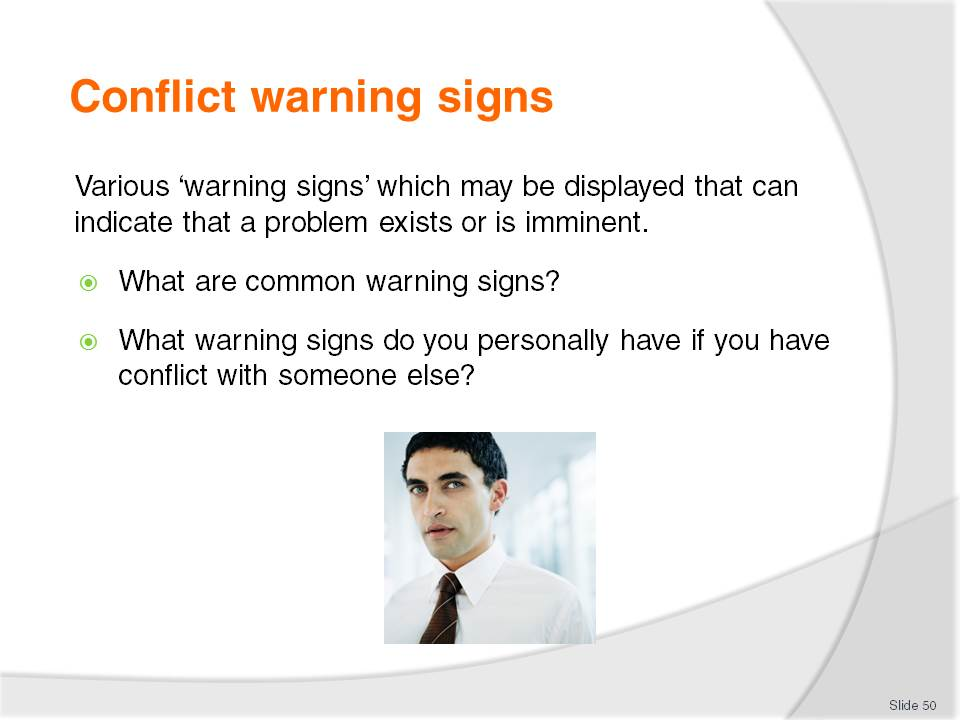 Conflict warning signs
Various ‘warning signs’ which may be displayed that can
indicate that a problem exists or is imminent.
What are common warning signs?
What warning signs do you personally have if you have
conflict with someone else?
Slide 50